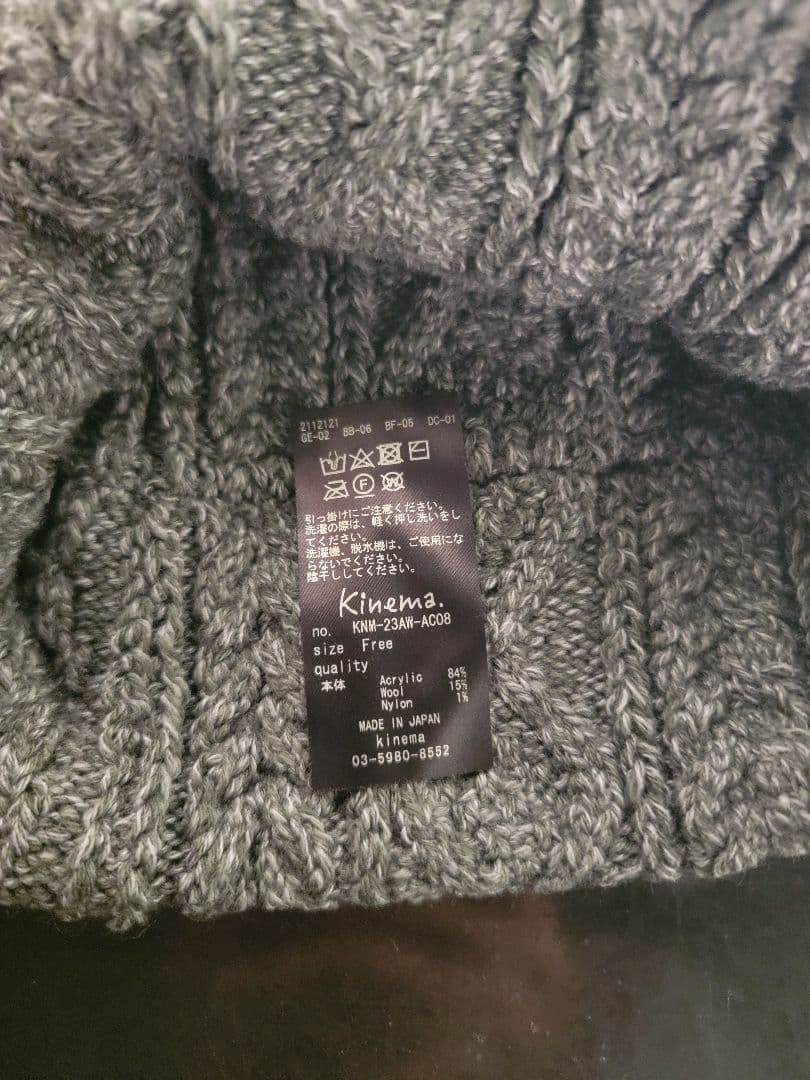 2112121
GE-02 BB-06 BF-05 DC-01
F
W
引っ掛けにご注意ください。
洗濯の際は、軽く押し洗いをし
てください。
洗濯機、脱水機は、ご使用にな
らないでください。
陰干ししてください。
Kinema.
no. KNM-23AW-AC08
size Free
quality
本体 Acrylic 84%
Wool 15%
Nylon 1%
MADE IN JAPAN
kinema
03-5980-8552